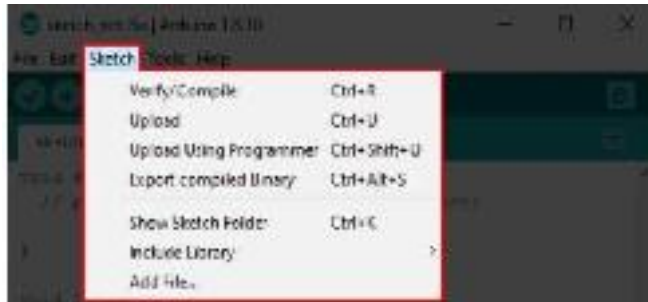 sketch | Arduino 1.8.10
File Edit Sketch Tools Help
Verify/Compile Ctrl+R
Upload Ctrl+U
Upload Using Programmer Ctrl+Shift+U
Export compiled Binary Ctrl+Alt+S
Show Sketch Folder Ctrl+K
Include Library
Add File...